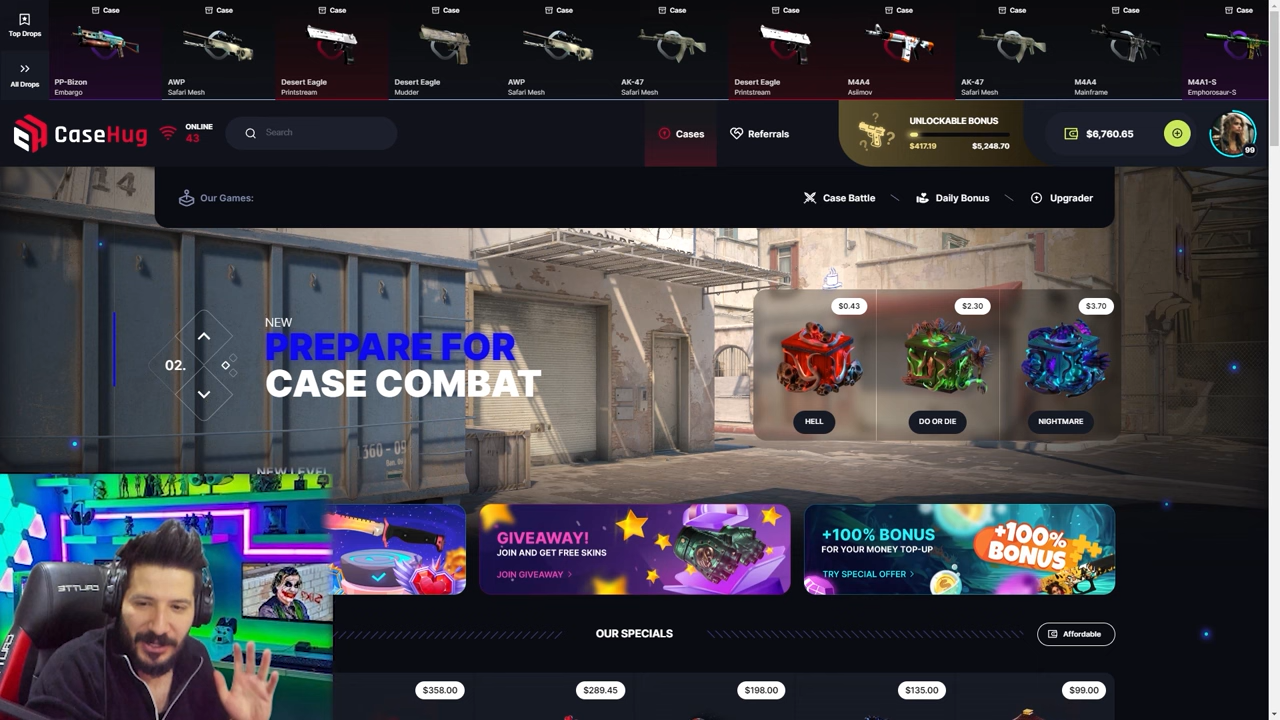 Top Drops
All Drops
Case
PP-Bizon
Embargo
Case
AWP
Safari Mesh
Case
Desert Eagle
Printstream
Case
Desert Eagle
Mudder
Case
AWP
Safari Mesh
Case
AK-47
Safari Mesh
Case
Desert Eagle
Printstream
Case
M4A4
Asiimov
Case
AK-47
Safari Mesh
Case
M4A4
Mainframe
Case
M4A1-S
Emphorosaur-S
CaseHug
ONLINE
43
Search
Cases
Referrals
UNLOCKABLE BONUS
$417.19 $5,248.70
$6,760.65
99
Our Games:
Case Battle
Daily Bonus
Upgrader
14
02.
NEW
PREPARE FOR
CASE COMBAT
$0.43
HELL
$2.30
DO OR DIE
$3.70
NIGHTMARE
NEW LEVEL
GIVEAWAY!
JOIN AND GET FREE SKINS
JOIN GIVEAWAY
+100% BONUS
FOR YOUR MONEY TOP-UP
TRY SPECIAL OFFER
+100%
BONUS
OUR SPECIALS
Affordable
$358.00
$289.45
$198.00
$135.00
$99.00